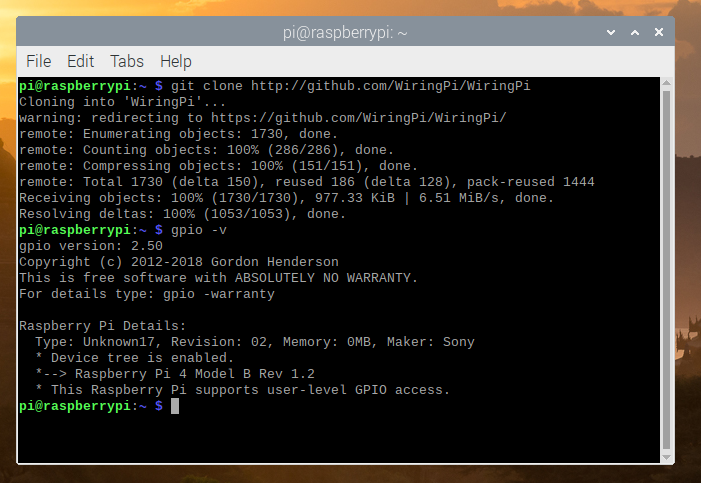 pi@raspberrypi: ~
File Edit Tabs Help
pi@raspberrypi:~ $ git clone http://github.com/WiringPi/WiringPi
Cloning into 'WiringPi'...
warning: redirecting to https://github.com/WiringPi/WiringPi/
remote: Enumerating objects: 1730, done.
remote: Counting objects: 100% (286/286), done.
remote: Compressing objects: 100% (151/151), done.
remote: Total 1730 (delta 150), reused 186 (delta 128), pack-reused 1444
Receiving objects: 100% (1730/1730), 977.33 KiB | 6.51 MiB/s, done.
Resolving deltas: 100% (1053/1053), done.
pi@raspberrypi:~ $ gpio -v
gpio version: 2.50
Copyright (c) 2012-2018 Gordon Henderson
This is free software with ABSOLUTELY NO WARRANTY.
For details type: gpio -warranty

Raspberry Pi Details:
  Type: Unknown17, Revision: 02, Memory: 0MB, Maker: Sony
  * Device tree is enabled.
  *--> Raspberry Pi 4 Model B Rev 1.2
  * This Raspberry Pi supports user-level GPIO access.
pi@raspberrypi:~ $